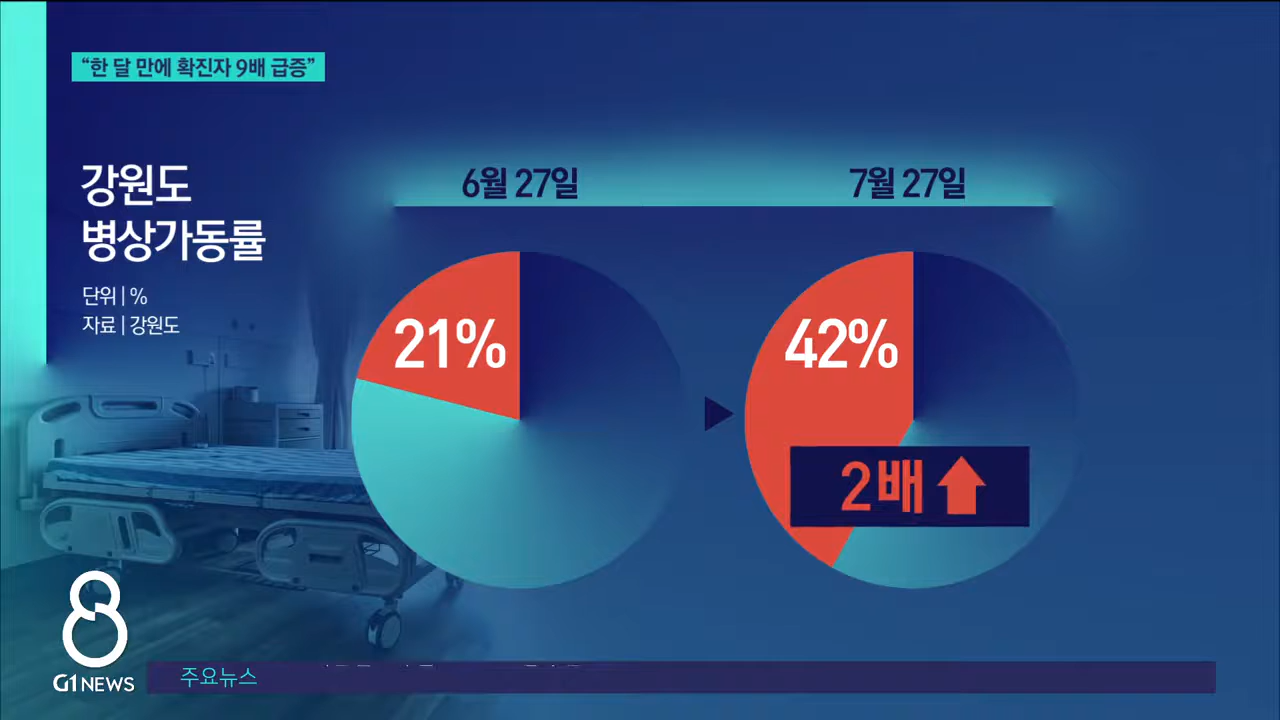 “한 달 만에 확진자 9배 급증”
강원도
병상가동률
단위 | %
자료 | 강원도
6월 27일
7월 27일
21%
42%
2배
8
G1 NEWS
주요뉴스